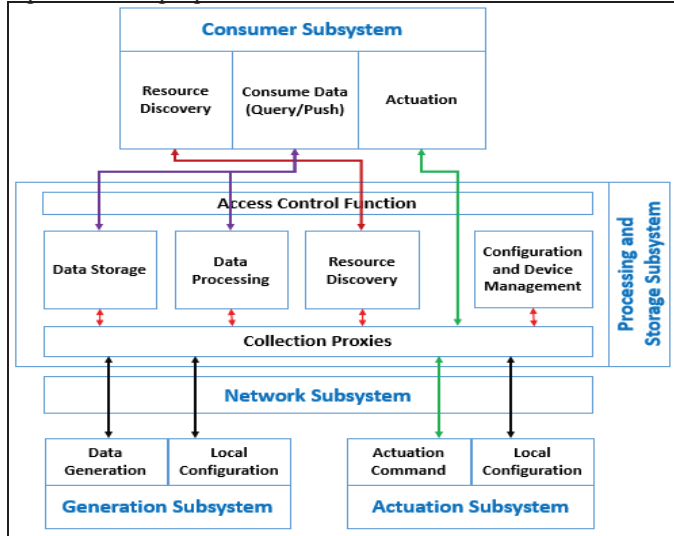 Consumer Subsystem
Resource
Discovery
Consume Data
(Query/Push)
Actuation
Access Control Function
Data Storage
Data
Processing
Resource
Discovery
Configuration
and Device
Management
Processing and
Storage Subsystem
Collection Proxies
Network Subsystem
Data
Generation
Local
Configuration
Actuation
Command
Local
Configuration
Generation Subsystem
Actuation Subsystem